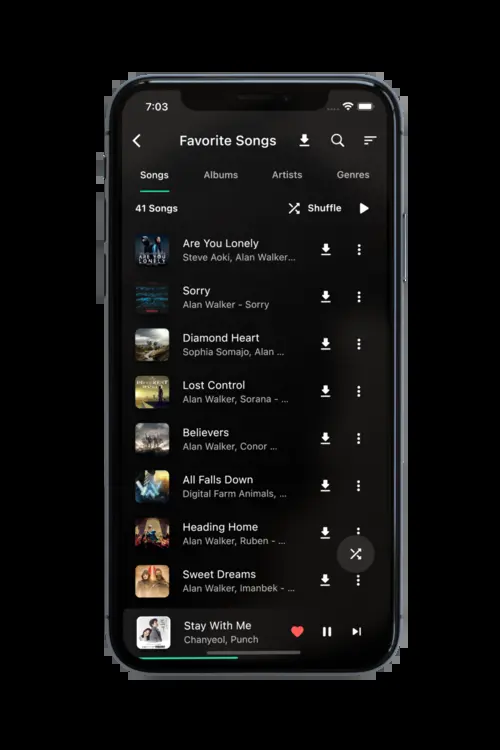 7:03
Favorite Songs
Songs Albums Artists Genres
41 Songs Shuffle
Are You Lonely
Steve Aoki, Alan Walker...
Sorry
Alan Walker - Sorry
Diamond Heart
Sophia Somajo, Alan ...
Lost Control
Alan Walker, Sorana - ...
Believers
Alan Walker, Conor ...
All Falls Down
Digital Farm Animals, ...
Heading Home
Alan Walker, Ruben - ...
Sweet Dreams
Alan Walker, Imanbek - ...
Stay With Me
Chanyeol, Punch